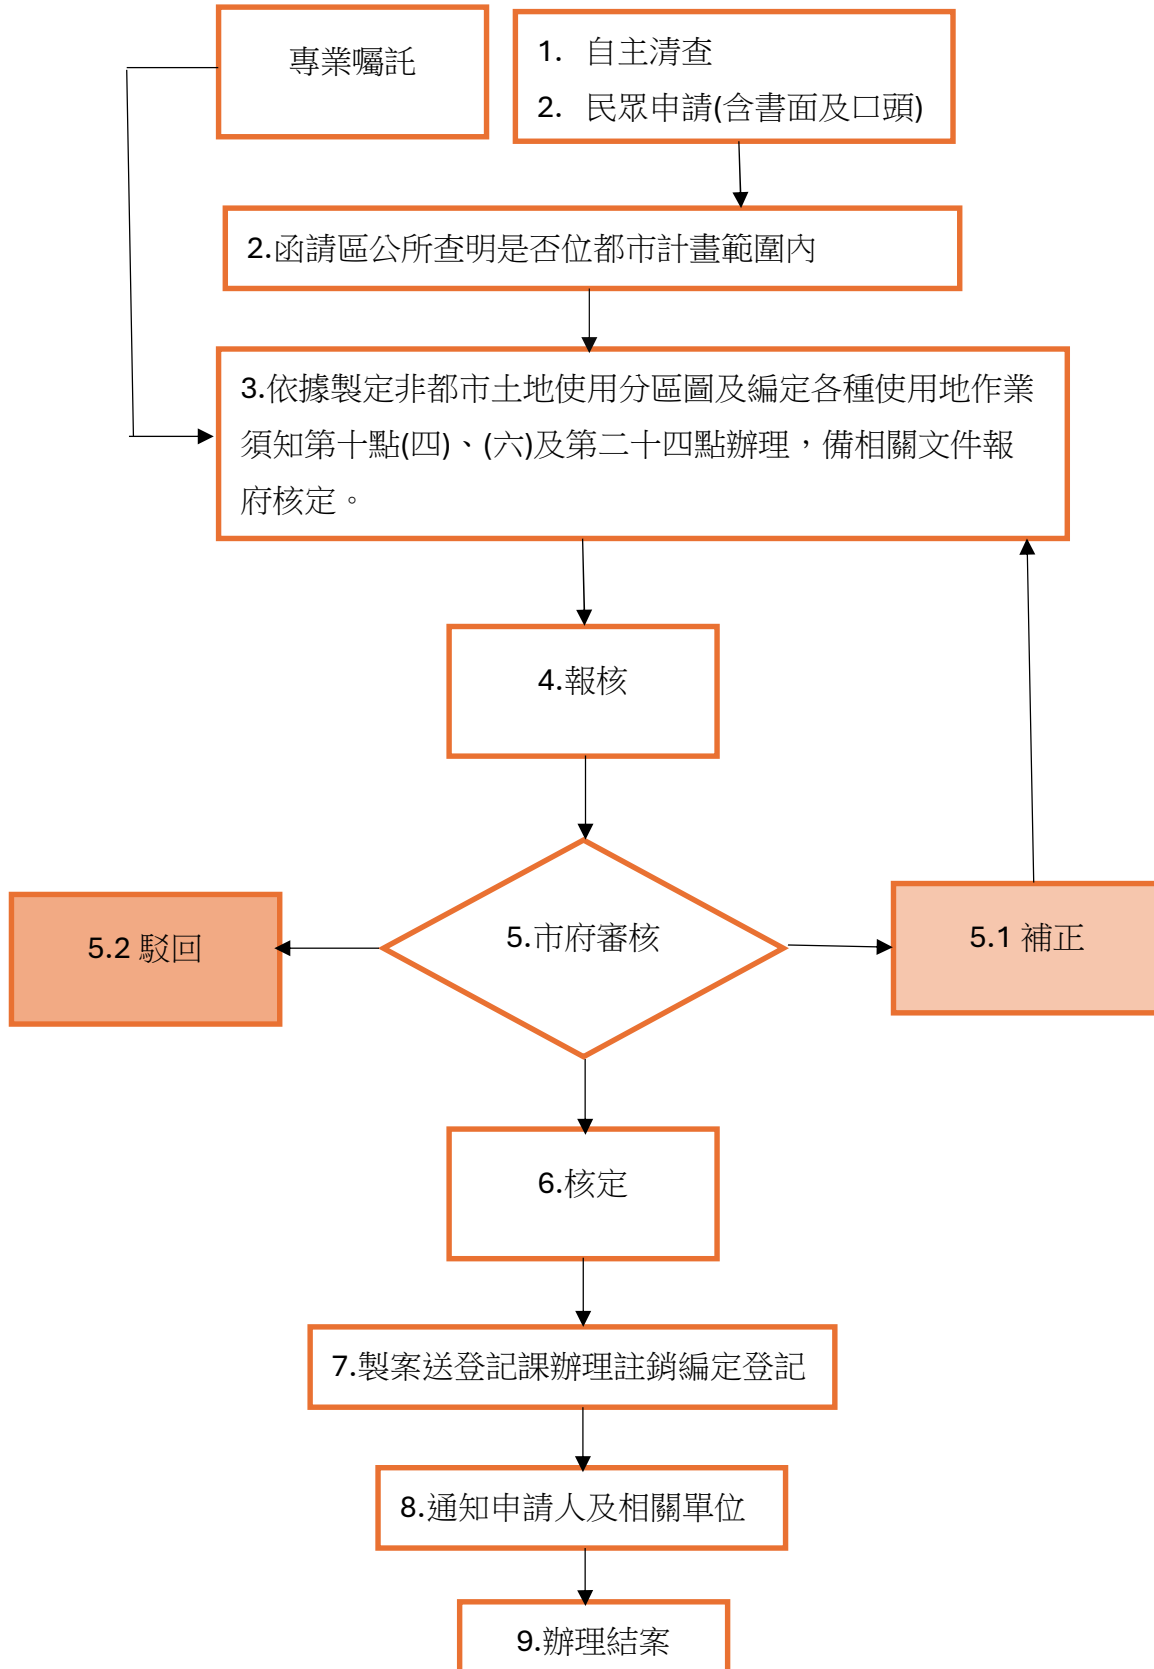 專業囑託
1. 自主清查
2. 民眾申請(含書面及口頭)
2.函請區公所查明是否位都市計畫範圍內
3.依據製定非都市土地使用分區圖及編定各種使用地作業
須知第十點(四)、(六)及第二十四點辦理，備相關文件報
府核定。
4.報核
5.市府審核
5.2 駁回
5.1 補正
6.核定
7.製案送登記課辦理註銷編定登記
8.通知申請人及相關單位
9.辦理結案